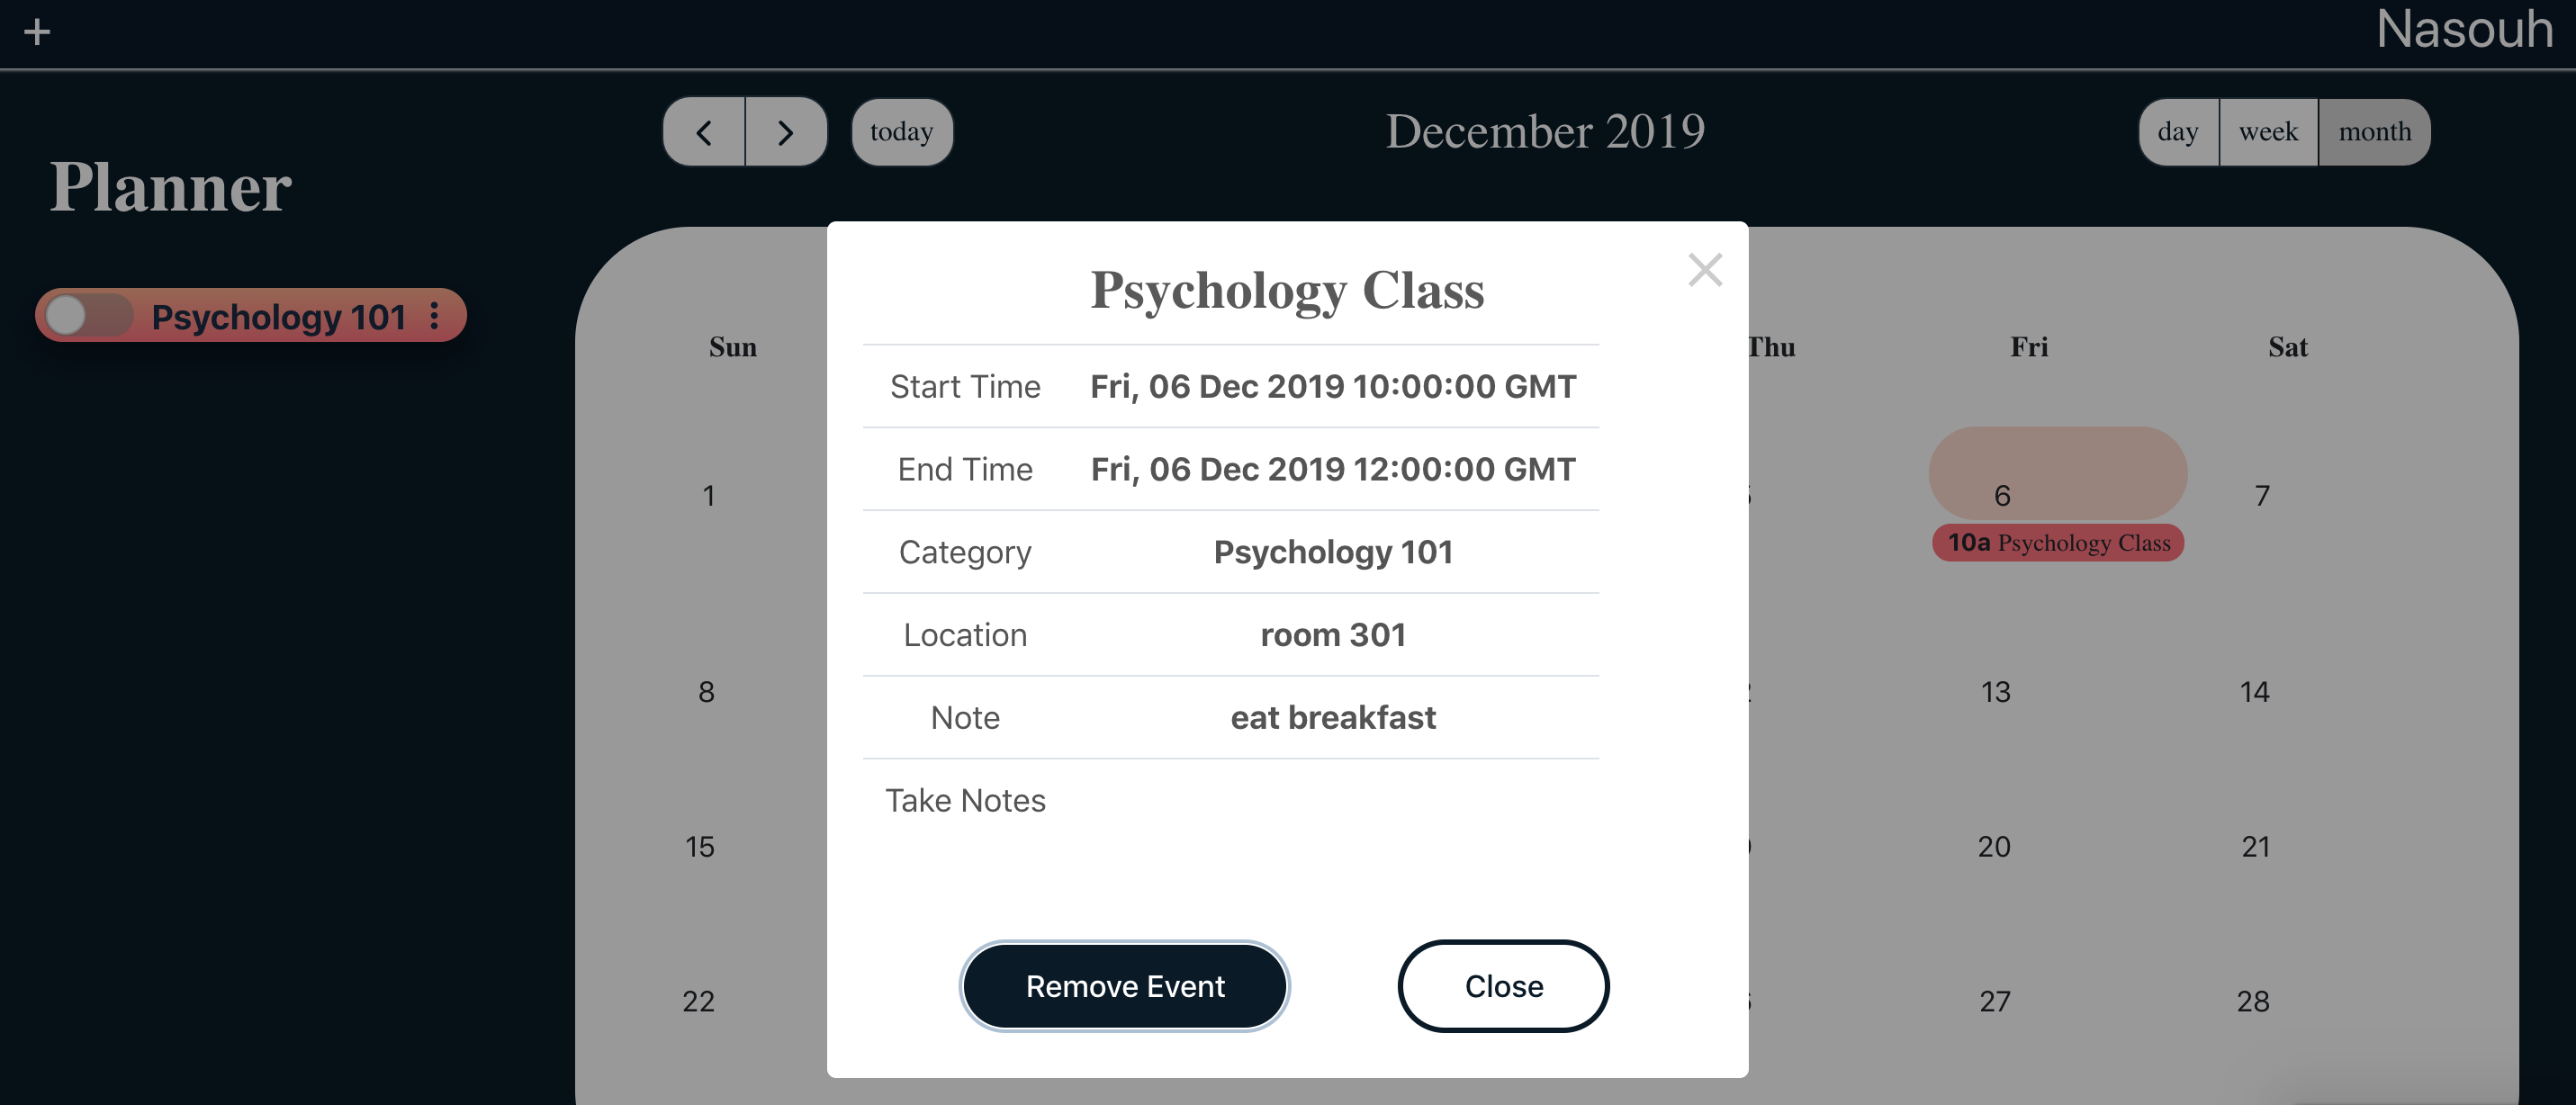 +
Nasouh
today
December 2019
day week month
Planner
Psychology 101
Psychology Class
Start Time Fri, 06 Dec 2019 10:00:00 GMT
End Time Fri, 06 Dec 2019 12:00:00 GMT
Category Psychology 101
Location room 301
Note eat breakfast
Take Notes
Remove Event Close
Sun Thu Fri Sat
1 6 7
10a Psychology Class
8 13 14
15 20 21
22 27 28